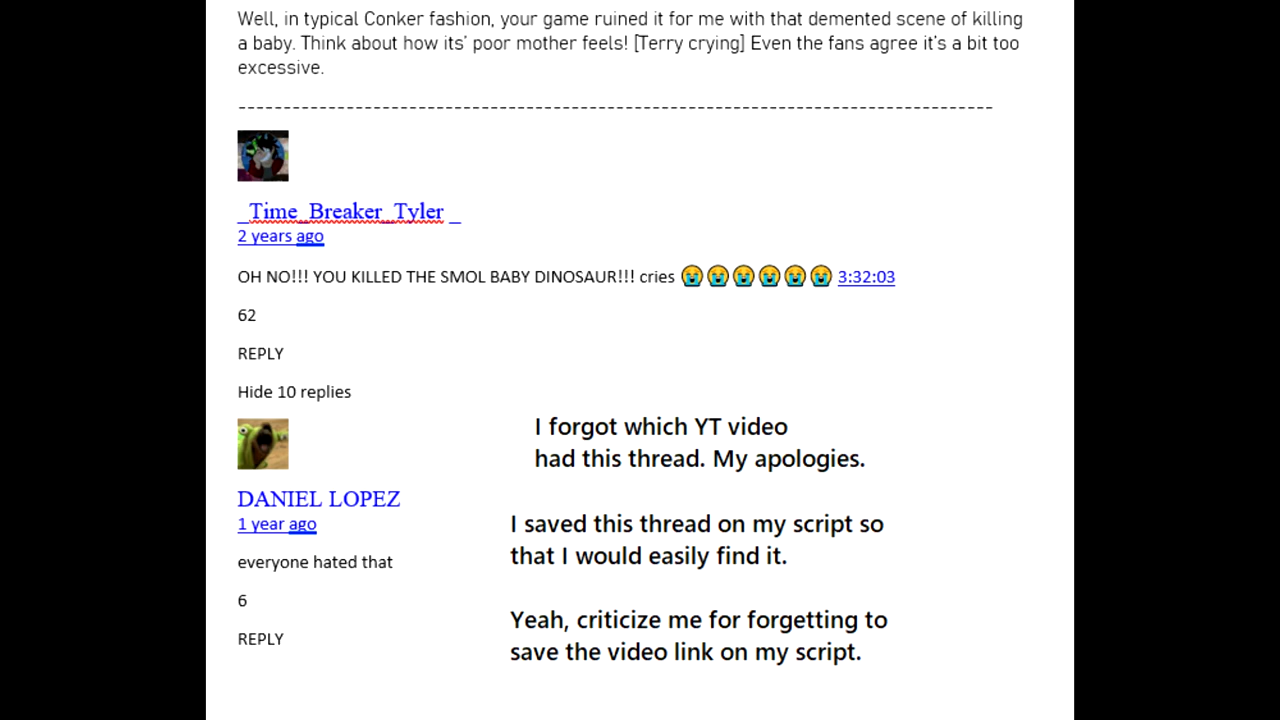 Well, in typical Conker fashion, your game ruined it for me with that demented scene of killing
a baby. Think about how its' poor mother feels! [Terry crying] Even the fans agree it's a bit too
excessive.
------------------------------------------------------------------------------------
_Time_Breaker_Tyler _
2 years ago
OH NO!!! YOU KILLED THE SMOL BABY DINOSAUR!!! cries 😭😭😭😭😭😭 3:32:03
62
REPLY
Hide 10 replies
I forgot which YT video
had this thread. My apologies.
DANIEL LOPEZ
1 year ago
I saved this thread on my script so
that I would easily find it.
everyone hated that
6
REPLY
Yeah, criticize me for forgetting to
save the video link on my script.